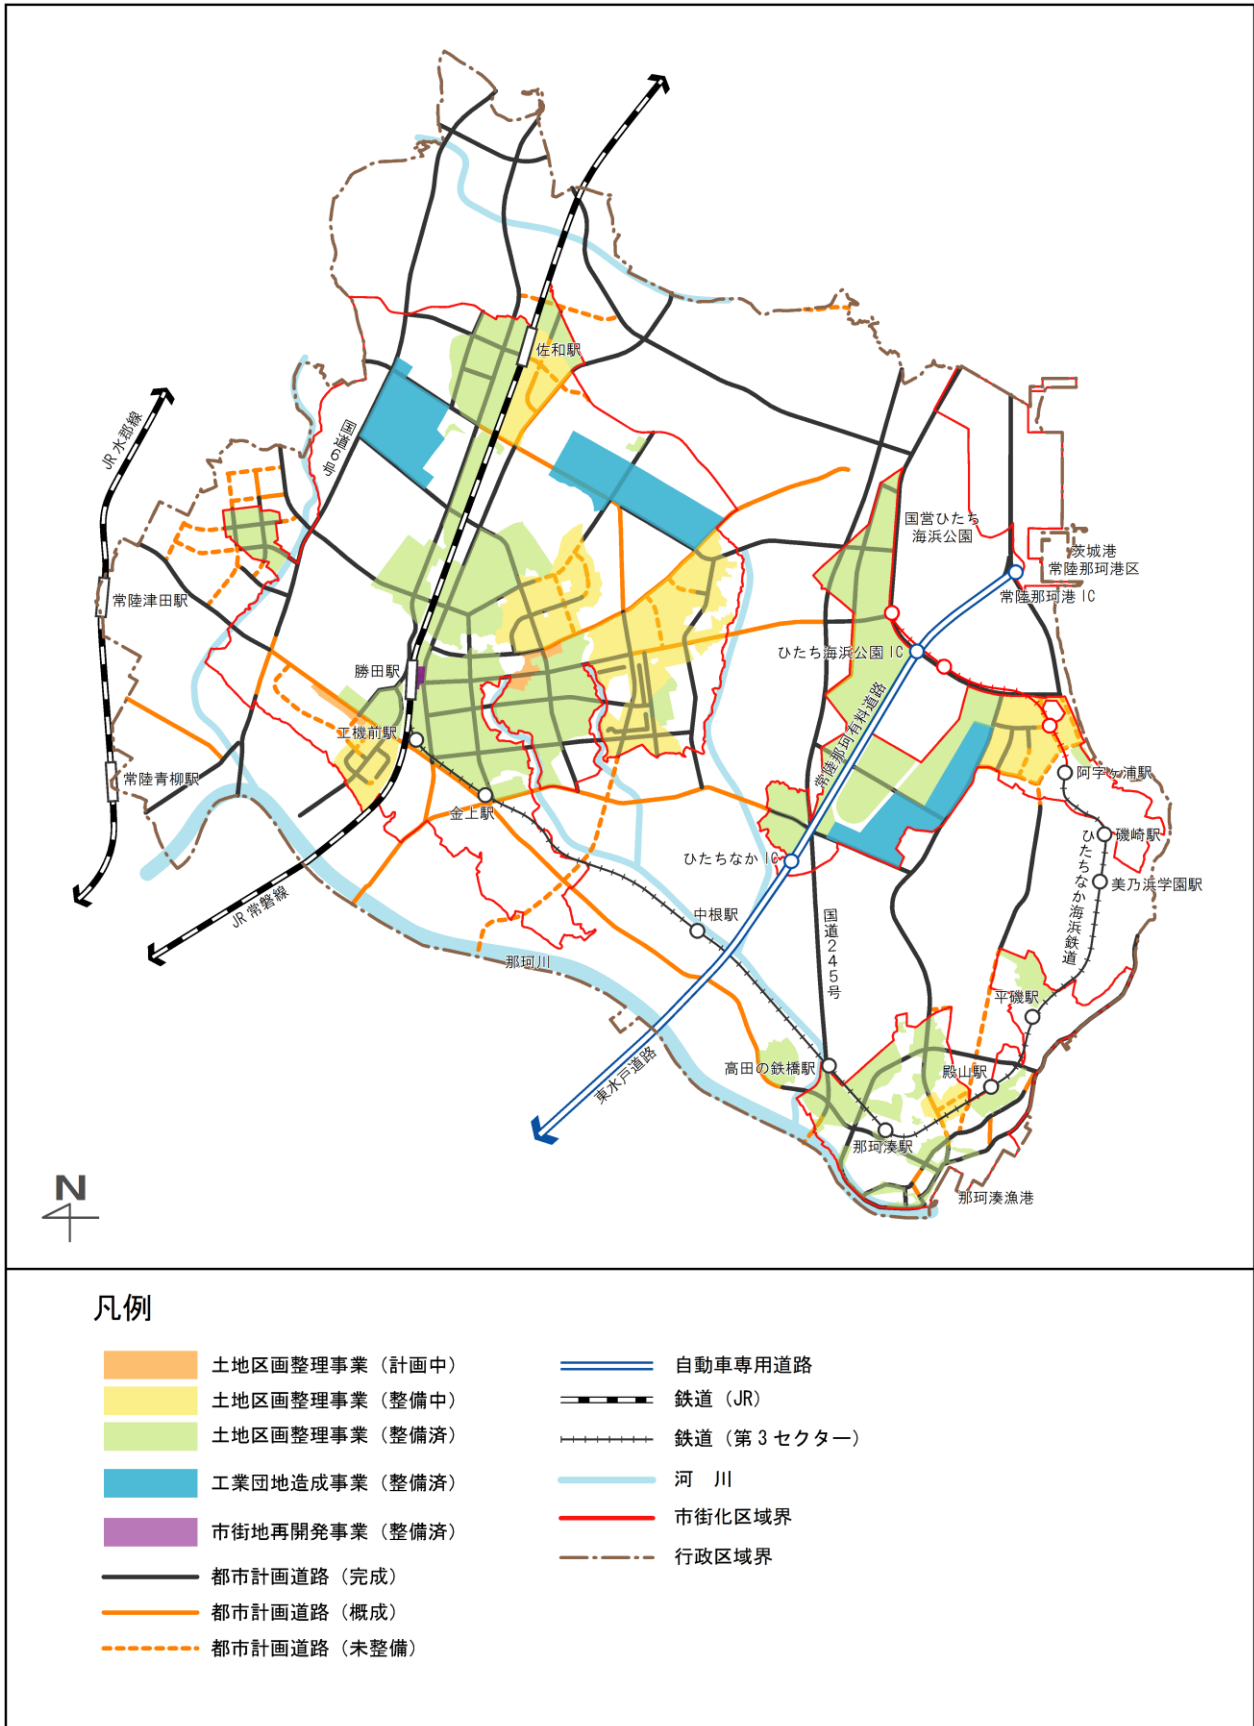 佐和駅
JR水郡線
国道6号
国営ひたち
海浜公園
茨城港
常陸那珂港区
常陸那珂港IC
常陸津田駅
ひたち海浜公園IC
勝田駅
常陸那珂有料道路
工機前駅
常陸青柳駅
阿字ヶ浦駅
金上駅
磯崎駅
ひたちなかIC
美乃浜学園駅
ひたちなか海浜鉄道
JR常磐線
中根駅
国道245号
那珂川
平磯駅
東水戸道路
高田の鉄橋駅
殿山駅
那珂湊駅
那珂湊漁港
N
凡例
土地区画整理事業（計画中）
土地区画整理事業（整備中）
土地区画整理事業（整備済）
工業団地造成事業（整備済）
市街地再開発事業（整備済）
都市計画道路（完成）
都市計画道路（概成）
都市計画道路（未整備）
自動車専用道路
鉄道（JR）
鉄道（第3セクター）
河　川
市街化区域界
行政区域界